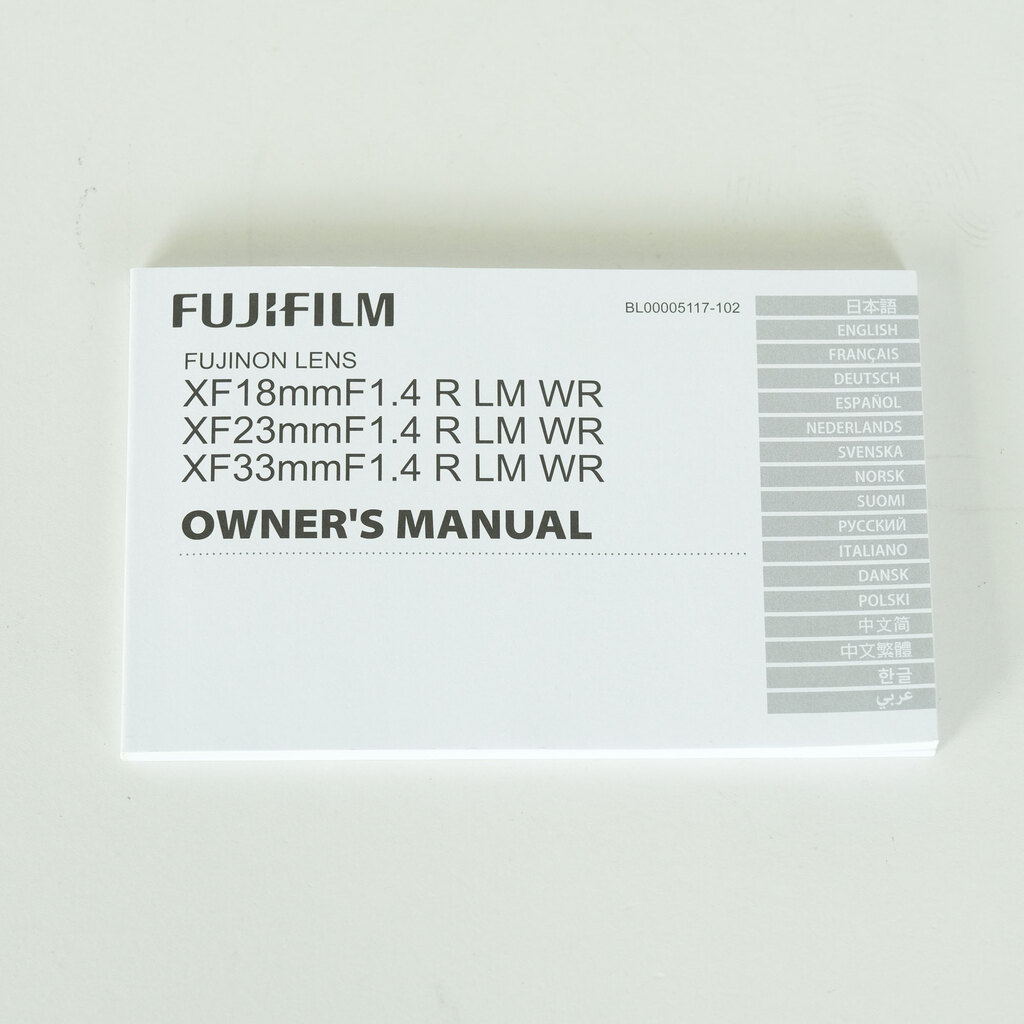 FUJIFILM
BL00005117-102
FUJINON LENS
XF18mmF1.4 R LM WR
XF23mmF1.4 R LM WR
XF33mmF1.4 R LM WR
OWNER'S MANUAL
日本語
ENGLISH
FRANÇAIS
DEUTSCH
ESPAÑOL
NEDERLANDS
SVENSKA
NORSK
SUOMI
РУССКИЙ
ITALIANO
DANSK
POLSKI
中文简
中文繁體
한글
عربي